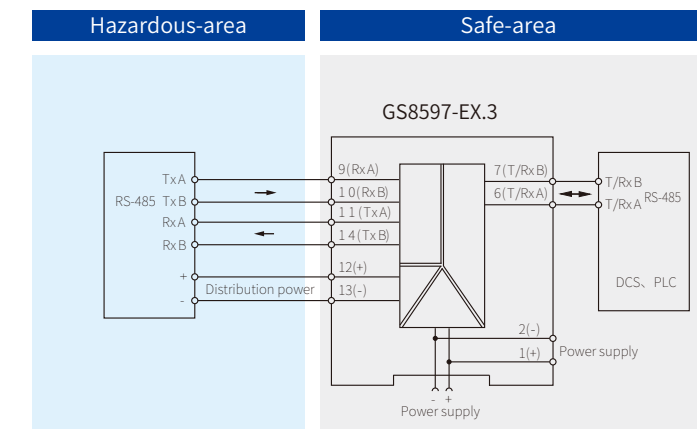 Hazardous-area
Safe-area
GS8597-EX.3
TxA
RS-485 TxB
RxA
RxB
+
Distribution power
-
9(RxA)
10(RxB)
11(TxA)
14(TxB)
12(+)
13(-)
7(T/RxB)
6(T/RxA)
T/RxB
RS-485
T/RxA
DCS、PLC
2(-)
1(+)
Power supply
- +
Power supply